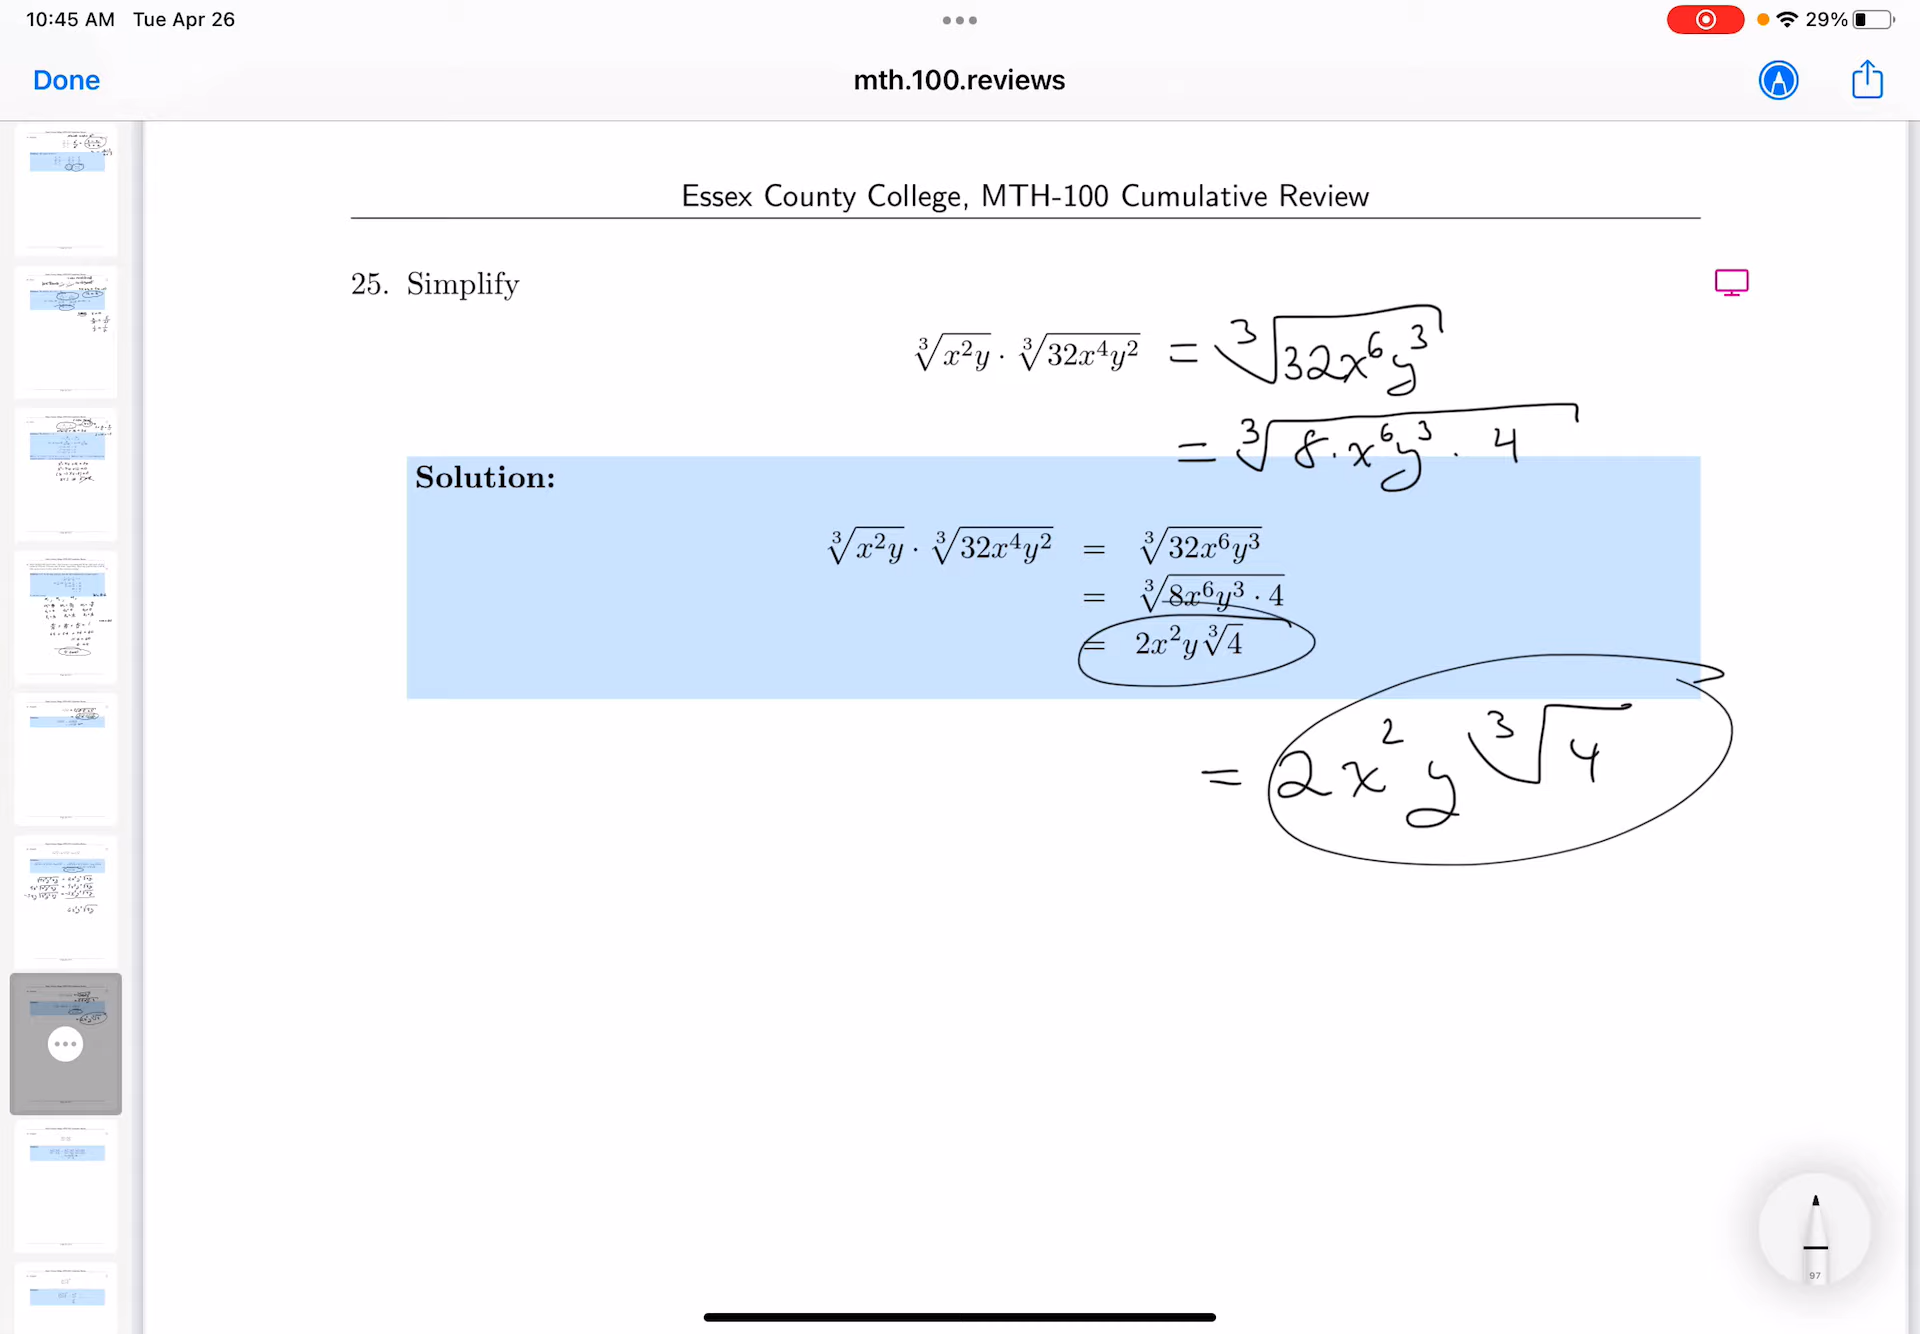 10:45 AM Tue Apr 26
29%
Done
mth.100.reviews
Essex County College, MTH-100 Cumulative Review
25. Simplify
∛(x²y) · ∛(32x⁴y²) = ∛(32x⁶y³)
= ∛(8·x⁶y³ · 4)
Solution:
∛(x²y) · ∛(32x⁴y²) = ∛(32x⁶y³)
= ∛(8x⁶y³ · 4)
= 2x²y∛4
= 2x²y ∛4
97